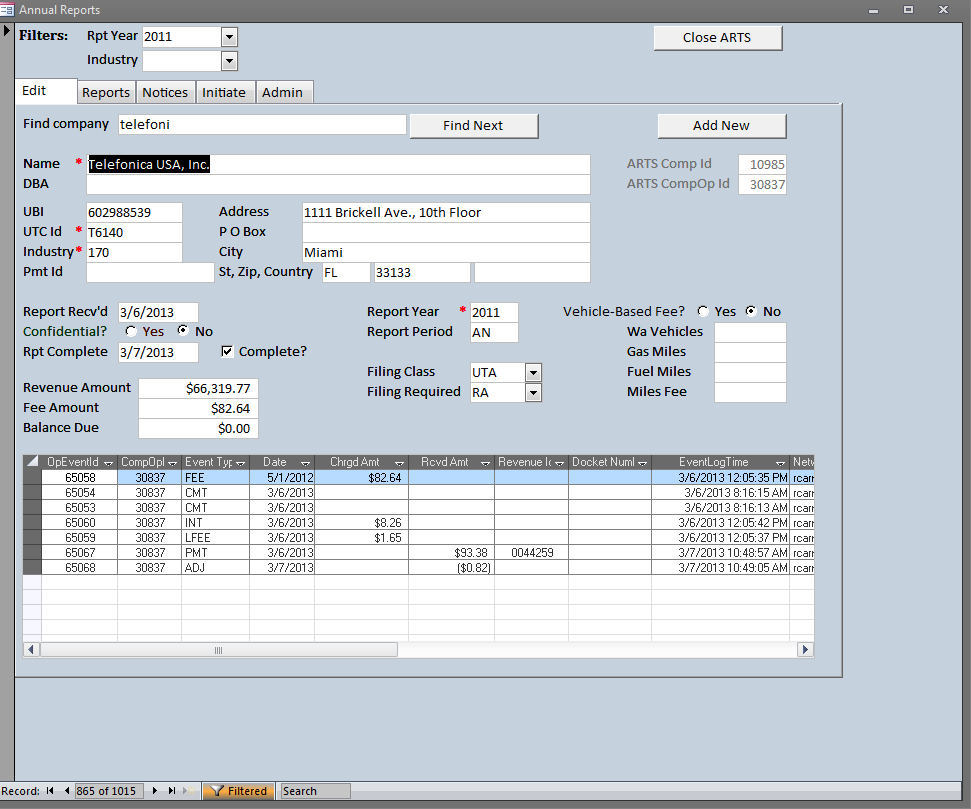 Annual Reports
Filters: Rpt Year 2011
Close ARTS
Industry
Edit Reports Notices Initiate Admin
Find company telefoni Find Next Add New
Name * Telefonica USA, Inc. ARTS Comp Id 10985
DBA ARTS CompOp Id 30837
UBI 602988539 Address 1111 Brickell Ave., 10th Floor
UTC Id * T6140 P O Box
Industry * 170 City Miami
Pmt Id St, Zip, Country FL 33133
Report Recv'd 3/6/2013 Report Year * 2011 Vehicle-Based Fee? Yes No
Confidential? Yes No Report Period AN Wa Vehicles
Rpt Complete 3/7/2013 Complete? Gas Miles
Filing Class UTA Fuel Miles
Revenue Amount $66,319.77 Filing Required RA Miles Fee
Fee Amount $82.64
Balance Due $0.00
OpEventId CompOpI Event Typ Date Chrgd Amt Rcvd Amt Revenue Ic Docket Numl EventLogTime Netw
65058 30837 FEE 5/1/2012 $82.64 3/6/2013 12:05:35 PM rcarr
65054 30837 CMT 3/6/2013 3/6/2013 8:16:15 AM rcarr
65053 30837 CMT 3/6/2013 3/6/2013 8:16:13 AM rcarr
65060 30837 INT 3/6/2013 $8.26 3/6/2013 12:05:42 PM rcarr
65059 30837 LFEE 3/6/2013 $1.65 3/6/2013 12:05:37 PM rcarr
65067 30837 PMT 3/6/2013 $93.38 0044259 3/7/2013 10:48:57 AM rcarr
65068 30837 ADJ 3/7/2013 ($0.82) 3/7/2013 10:49:05 AM rcarr
Record: 865 of 1015 Filtered Search